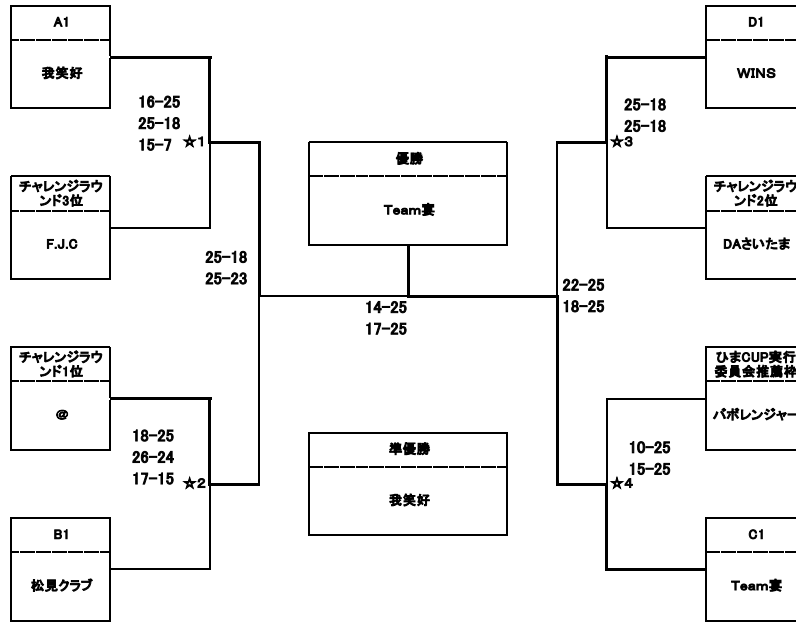 A1
我笑好
16-25
25-18
15-7
☆1
チャレンジラウ
ンド3位
F.J.C
25-18
25-23
チャレンジラウ
ンド1位
@
18-25
26-24
17-15
☆2
B1
松見クラブ
優勝
Team宴
14-25
17-25
準優勝
我笑好
D1
WINS
25-18
25-18
☆3
チャレンジラウ
ンド2位
DAさいたま
22-25
18-25
ひまCUP実行
委員会推薦枠
バボレンジャー
10-25
15-25
☆4
C1
Team宴